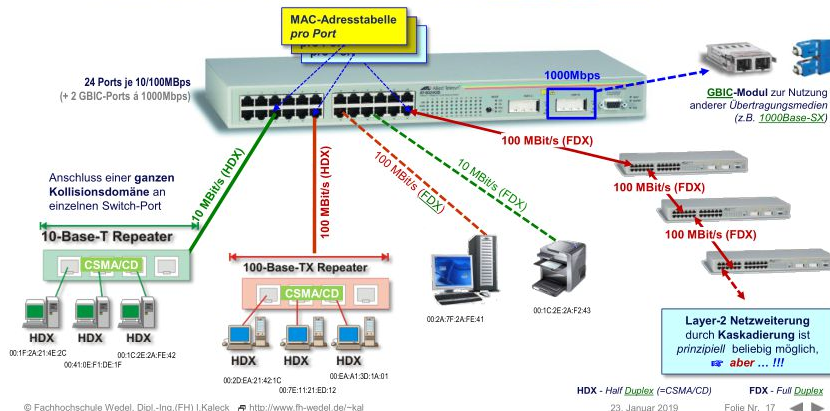 MAC-Adresstabelle
pro Port
24 Ports je 10/100MBps
(+ 2 GBIC-Ports á 1000Mbps)
1000Mbps
GBIC-Modul zur Nutzung
anderer Übertragungsmedien
(z.B. 1000Base-SX)
Anschluss einer ganzen
Kollisionsdomäne an
einzelnen Switch-Port
10 MBit/s (HDX)
100 MBit/s (HDX)
100 MBit/s (FDX)
10 MBit/s (FDX)
100 MBit/s (FDX)
100 MBit/s (FDX)
100 MBit/s (FDX)
10-Base-T Repeater
CSMA/CD
HDX
HDX
HDX
00:1F:2A:21:4E:2C
00:41:0E:F1:DE:1F
00:1C:2E:2A:FE:42
100-Base-TX Repeater
CSMA/CD
HDX
HDX
HDX
00:2D:EA:21:42:1C
00:7E:11:21:ED:12
00:EA:A1:3D:1A:01
00:2A:7F:2A:FE:41
00:1C:2E:2A:F2:43
Layer-2 Netzweiterung
durch Kaskadierung ist
prinzipiell beliebig möglich,
☞ aber ... !!!
HDX - Half Duplex (=CSMA/CD)
FDX - Full Duplex
© Fachhochschule Wedel, Dipl.-Ing.(FH) I.Kaleck
http://www.fh-wedel.de/~kal
23. Januar 2019
Folie Nr. 17